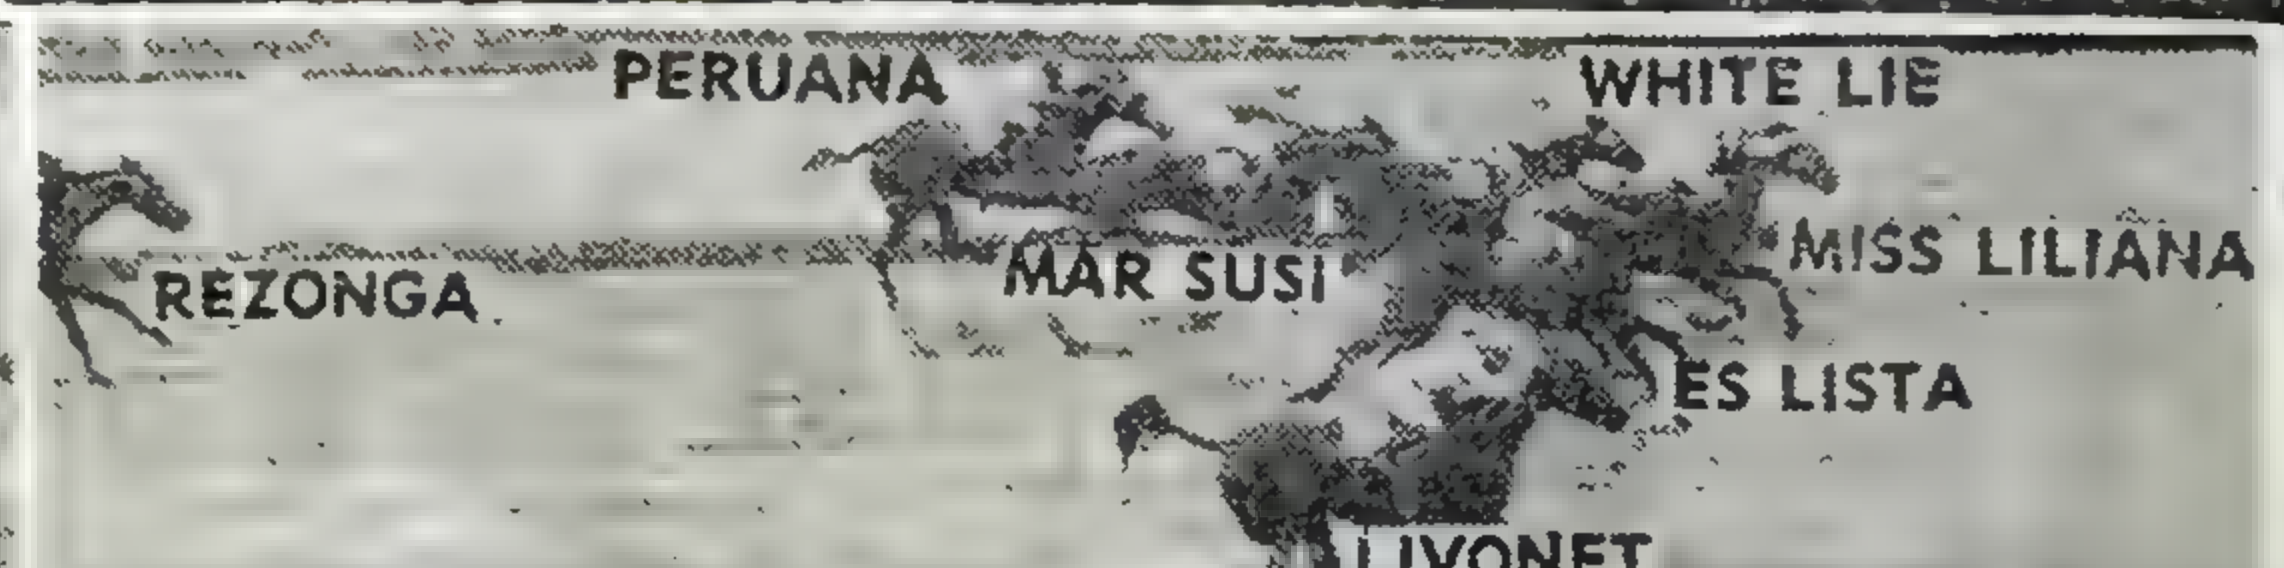 PERUANA
WHITE LIE
MISS LILIANA
REZONGA
MAR SUSI
ES LISTA